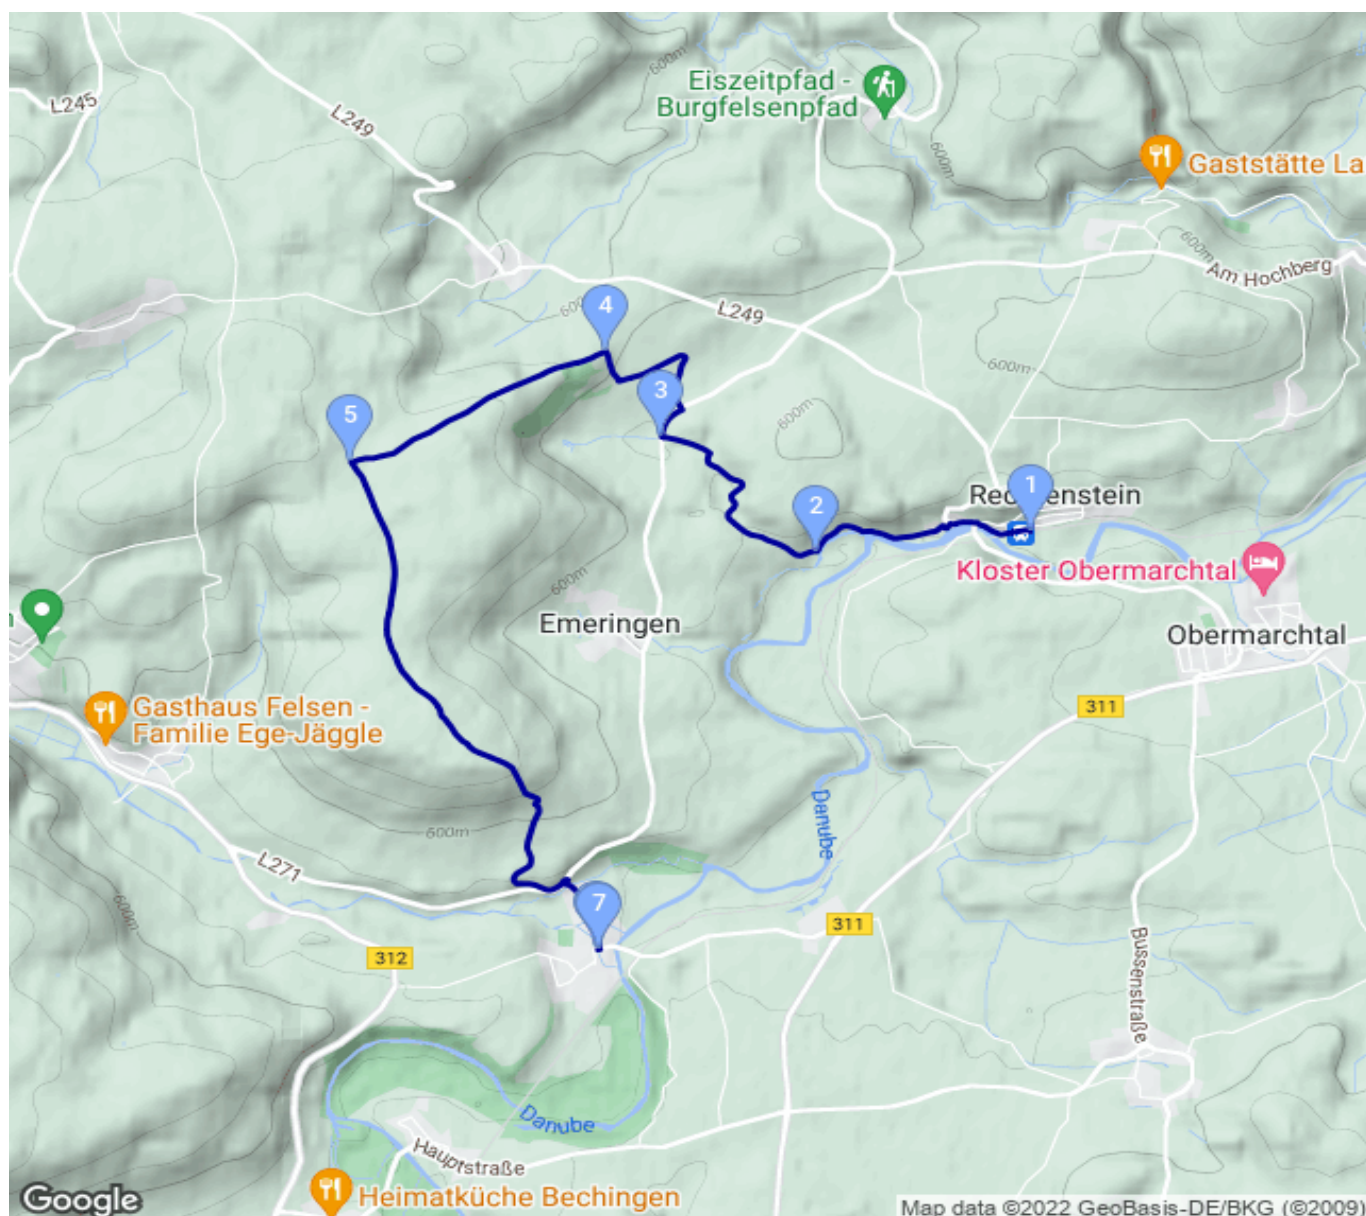 Eiszeitpfad -
Burgfelsenpfad
600m
L245
L249
600m
Gaststätte La
600m
Am Hochberg
4
600
L249
3
600m
5
600m
2
1
Re
enstein
Kloster Obermarchtal
600m
Emeringen
Obermarchtal
n
Gasthaus Felsen -
Familie Ege-Jäggle
311
Danube
600m
L271
7
600m
311
312
Bussenstraße
Danube
Hauptstraße
Heimatküche Bechingen
Google
Map data ©2022 GeoBasis-DE/BKG (©2009)